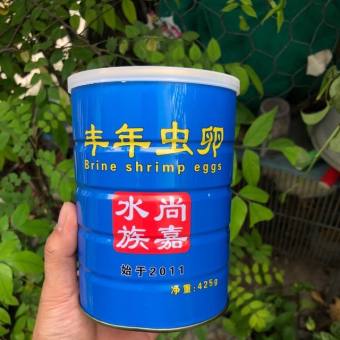 丰年虫卵
Brine shrimp eggs
尚嘉
水族
始于2011
净重:425g